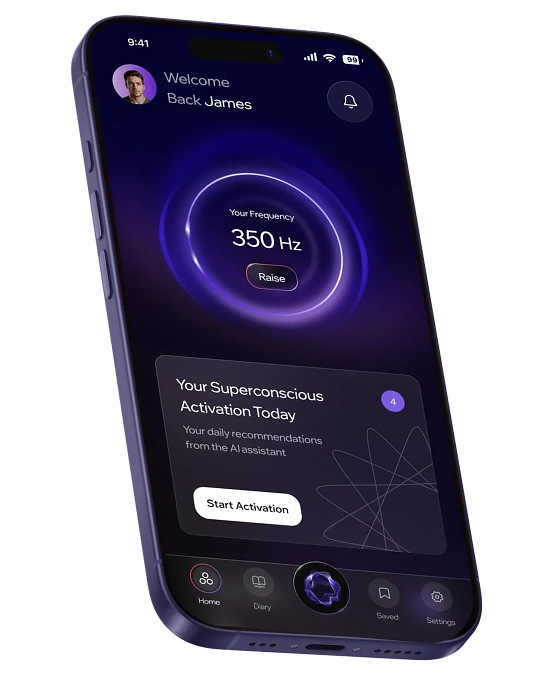 9:41
99
Welcome
Back James
Your Frequency
350 Hz
Raise
Your Superconscious
Activation Today
4
Your daily recommendations
from the AI assistant
Start Activation
Home
Diary
Saved
Settings